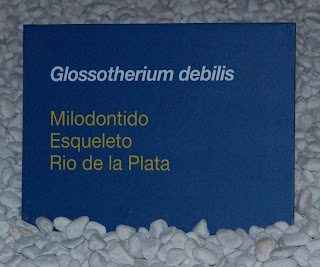 Glossotherium debilis
Milodontido
Esqueleto
Rio de la Plata